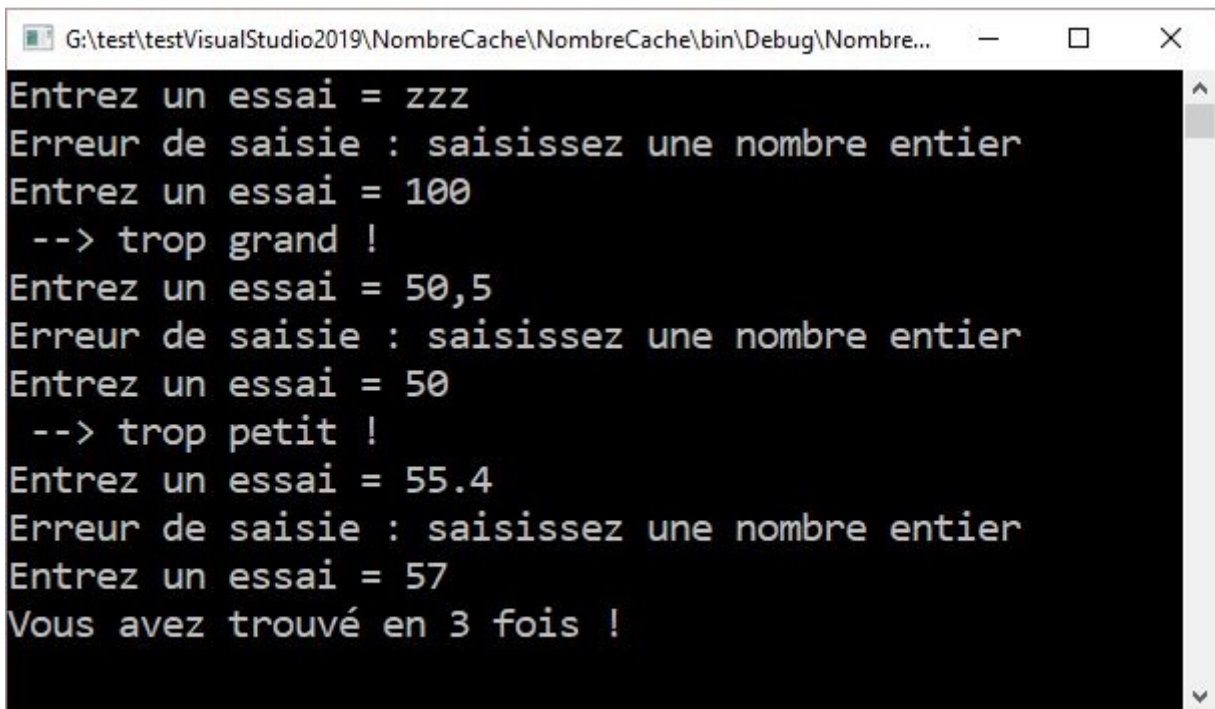 G:\test\testVisualStudio2019\NombreCache\NombreCache\bin\Debug\Nombre...
Entrez un essai = zzz
Erreur de saisie : saisissez une nombre entier
Entrez un essai = 100
 --> trop grand !
Entrez un essai = 50,5
Erreur de saisie : saisissez une nombre entier
Entrez un essai = 50
 --> trop petit !
Entrez un essai = 55.4
Erreur de saisie : saisissez une nombre entier
Entrez un essai = 57
Vous avez trouvé en 3 fois !